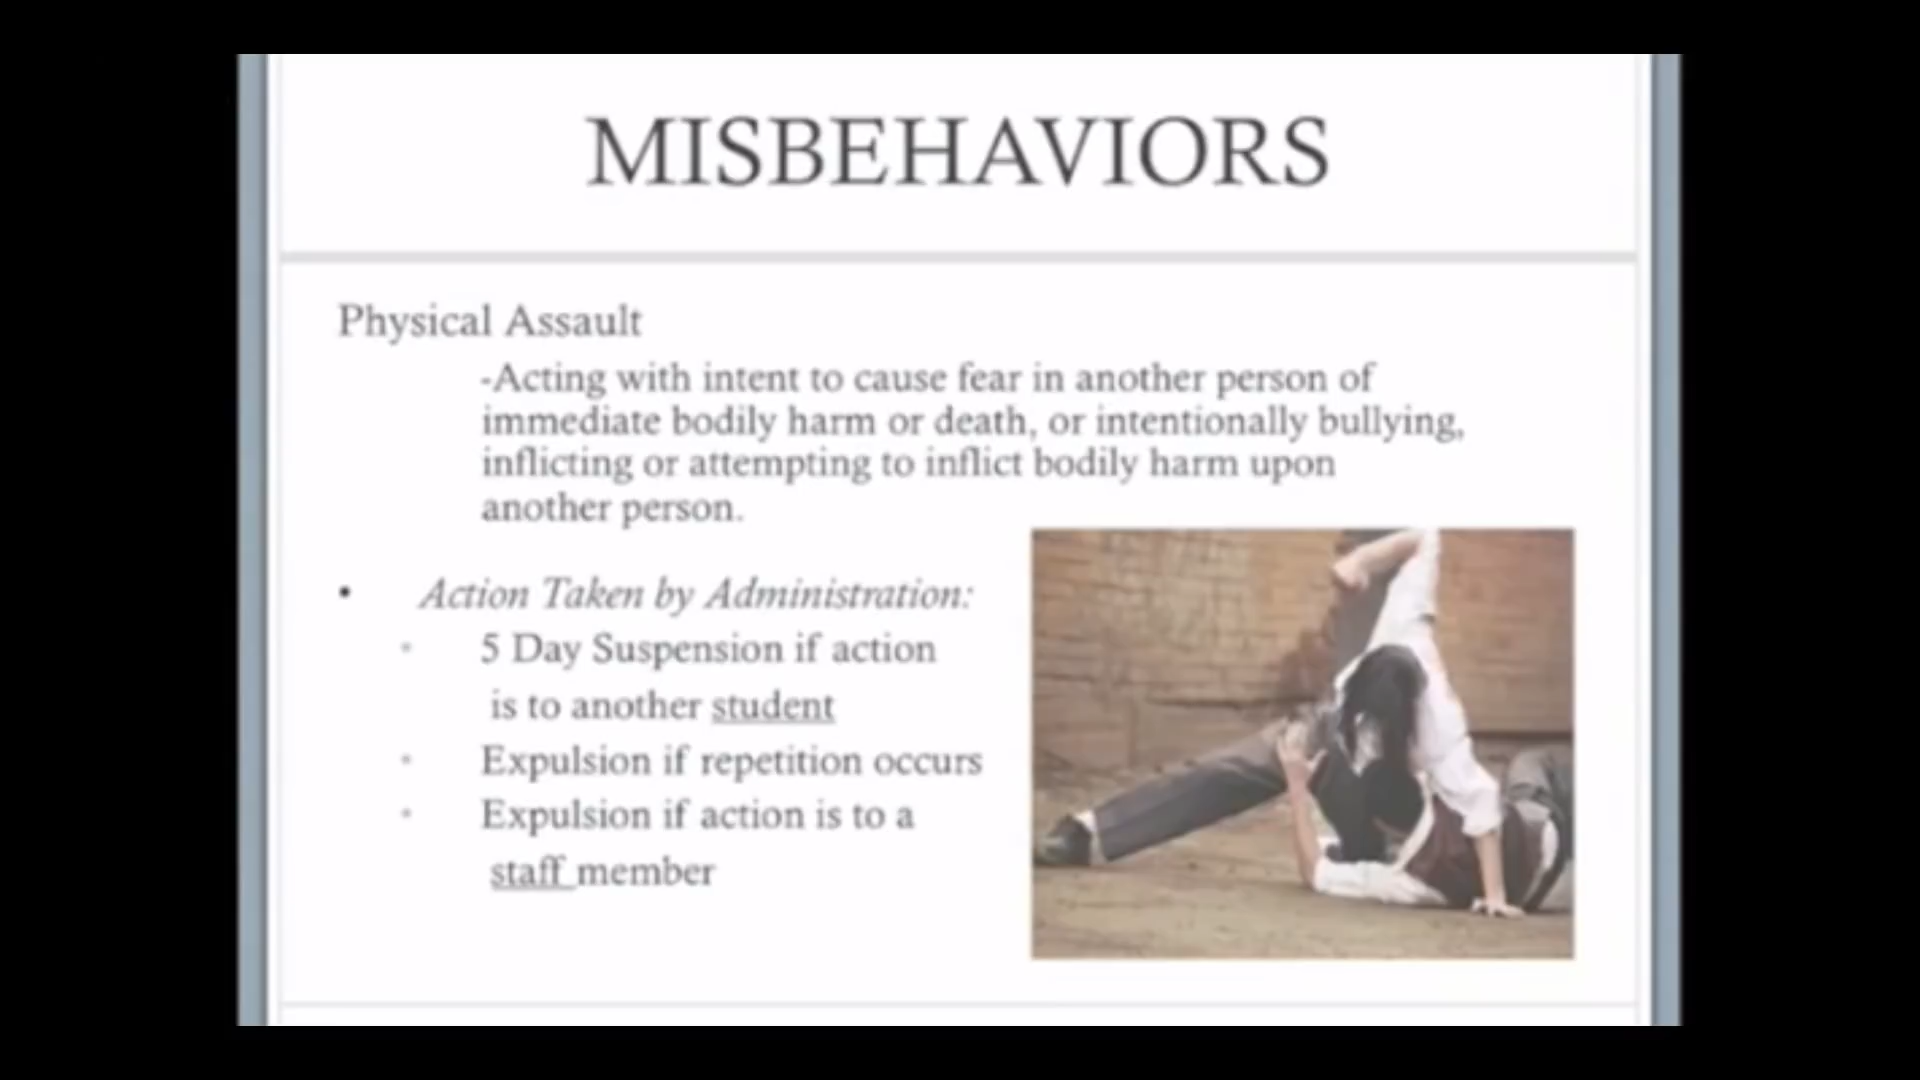 MISBEHAVIORS
Physical Assault
-Acting with intent to cause fear in another person of
immediate bodily harm or death, or intentionally bullying,
inflicting or attempting to inflict bodily harm upon
another person.
• Action Taken by Administration:
• 5 Day Suspension if action
is to another student
• Expulsion if repetition occurs
• Expulsion if action is to a
staff member